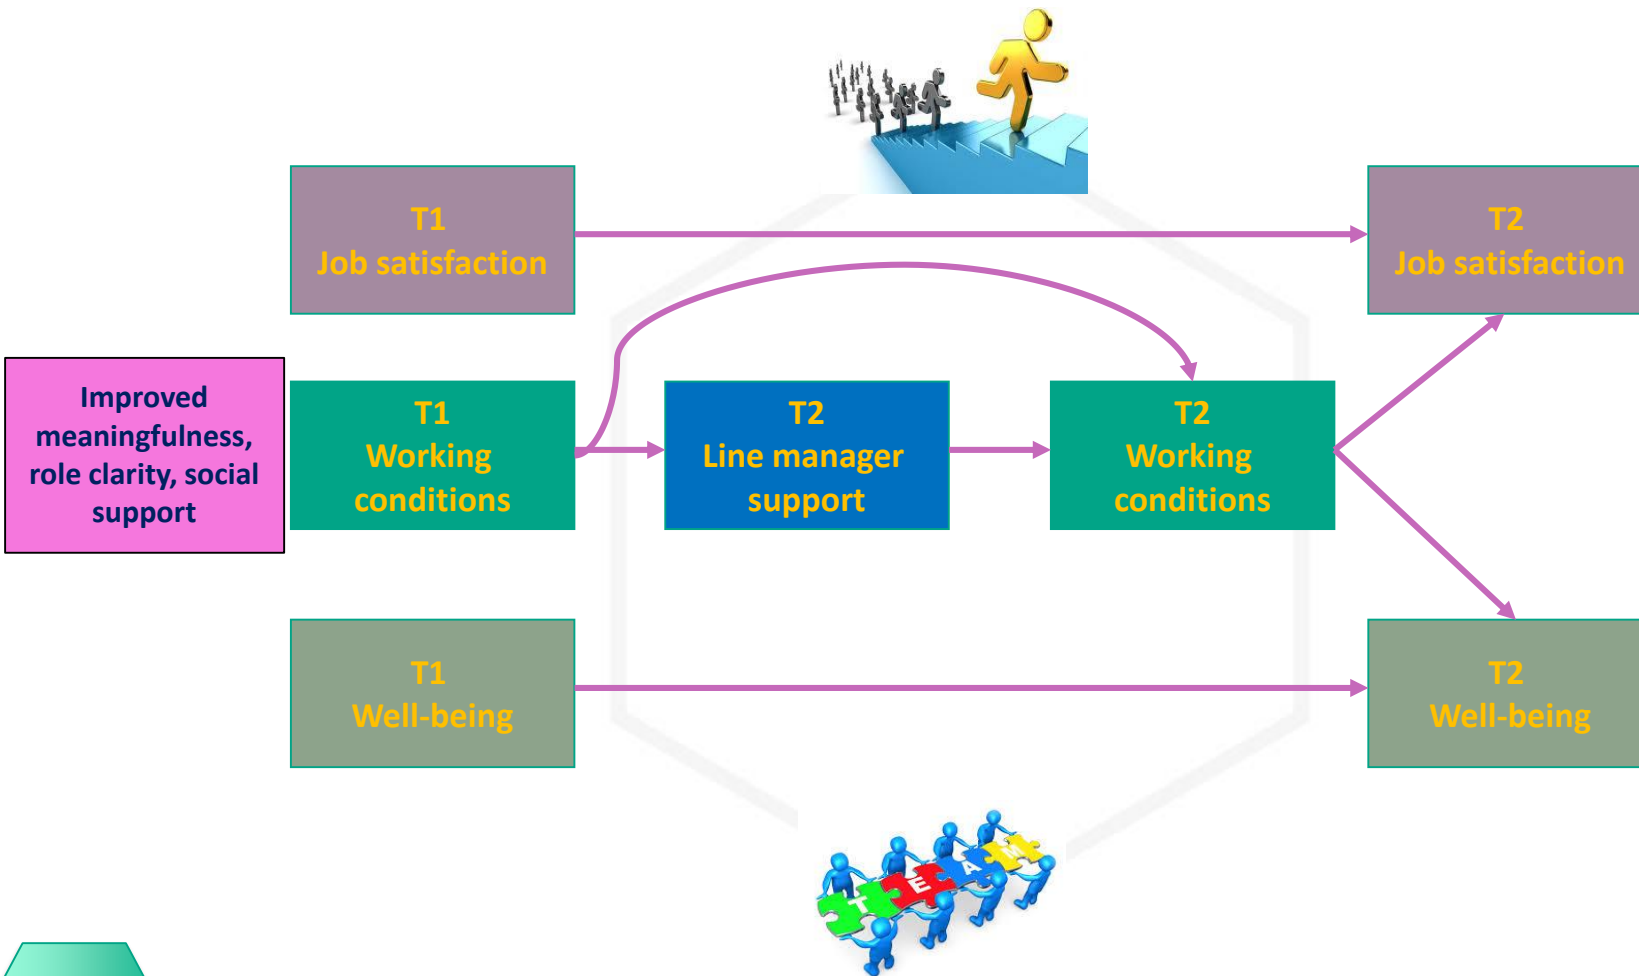 T1
Job satisfaction
T2
Job satisfaction
Improved
meaningfulness,
role clarity, social
support
T1
Working
conditions
T2
Line manager
support
T2
Working
conditions
T1
Well-being
T2
Well-being
T E A M